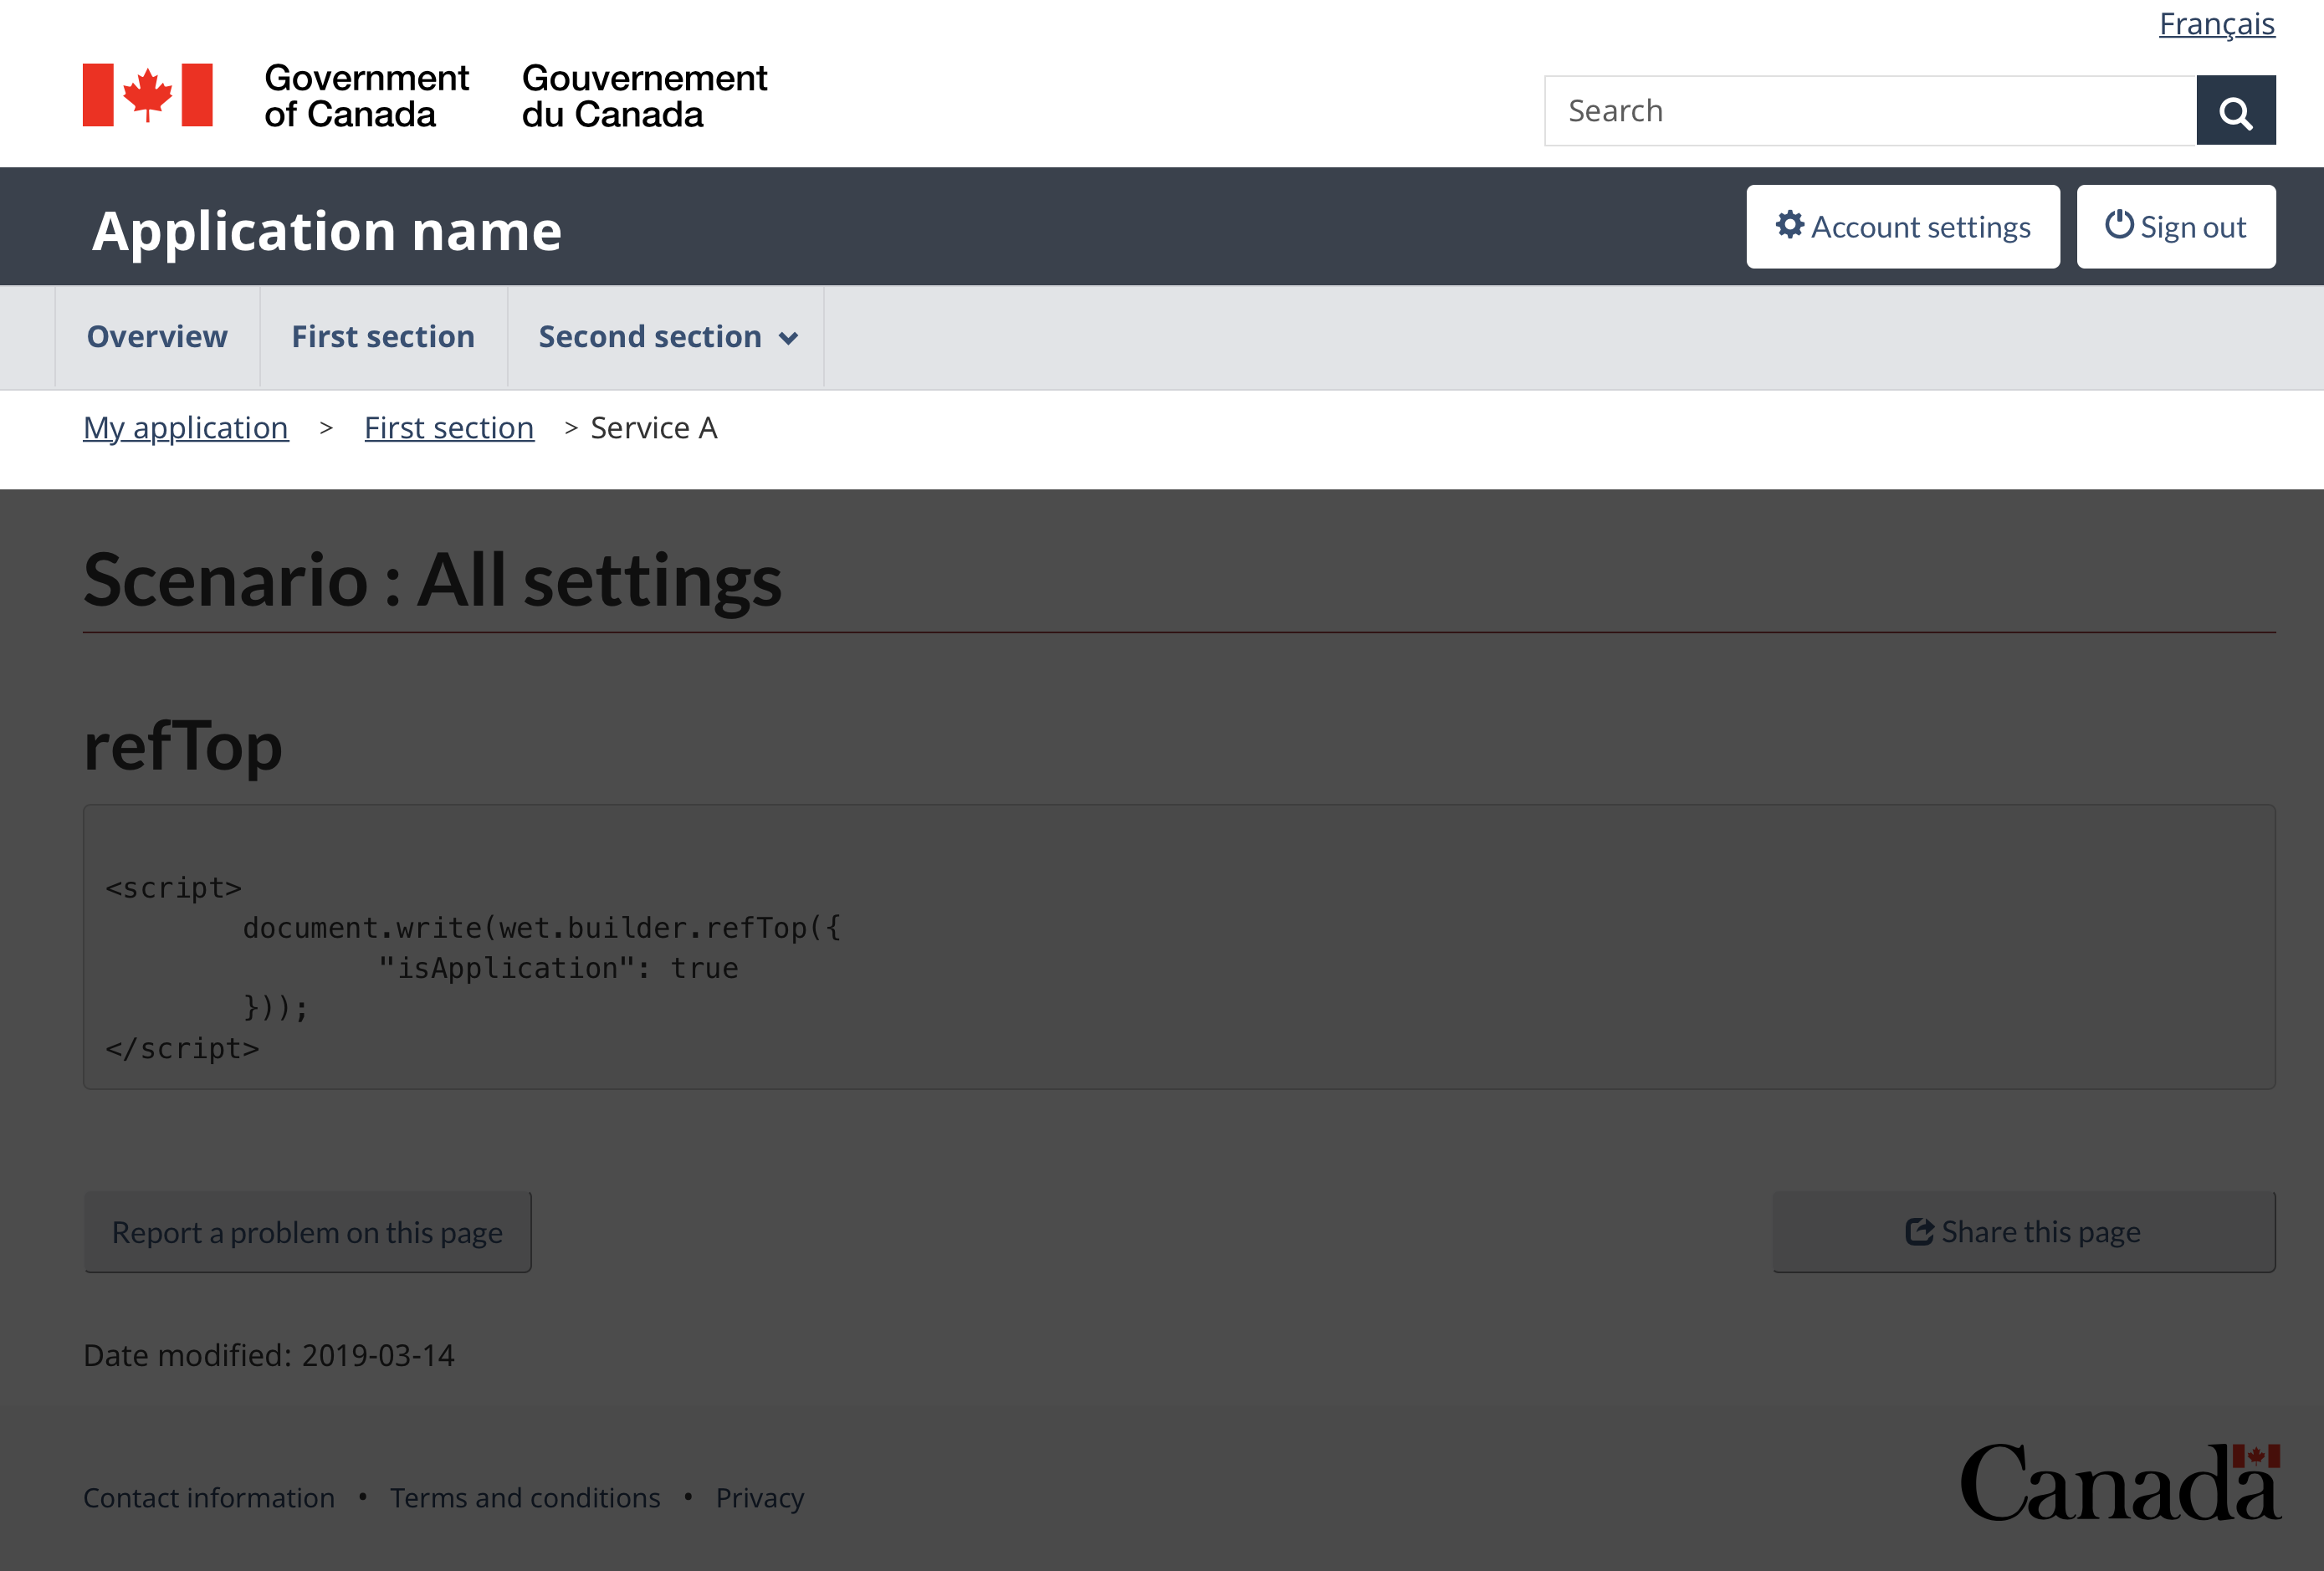 Français
Government
of Canada
Gouvernement
du Canada
Search
Application name
Account settings
Sign out
Overview
First section
Second section
My application > First section > Service A
Scenario : All settings
refTop
<script>
        document.write(wet.builder.refTop({
                "isApplication": true
        }));
</script>
Report a problem on this page
Share this page
Date modified: 2019-03-14
Contact information • Terms and conditions • Privacy
Canada